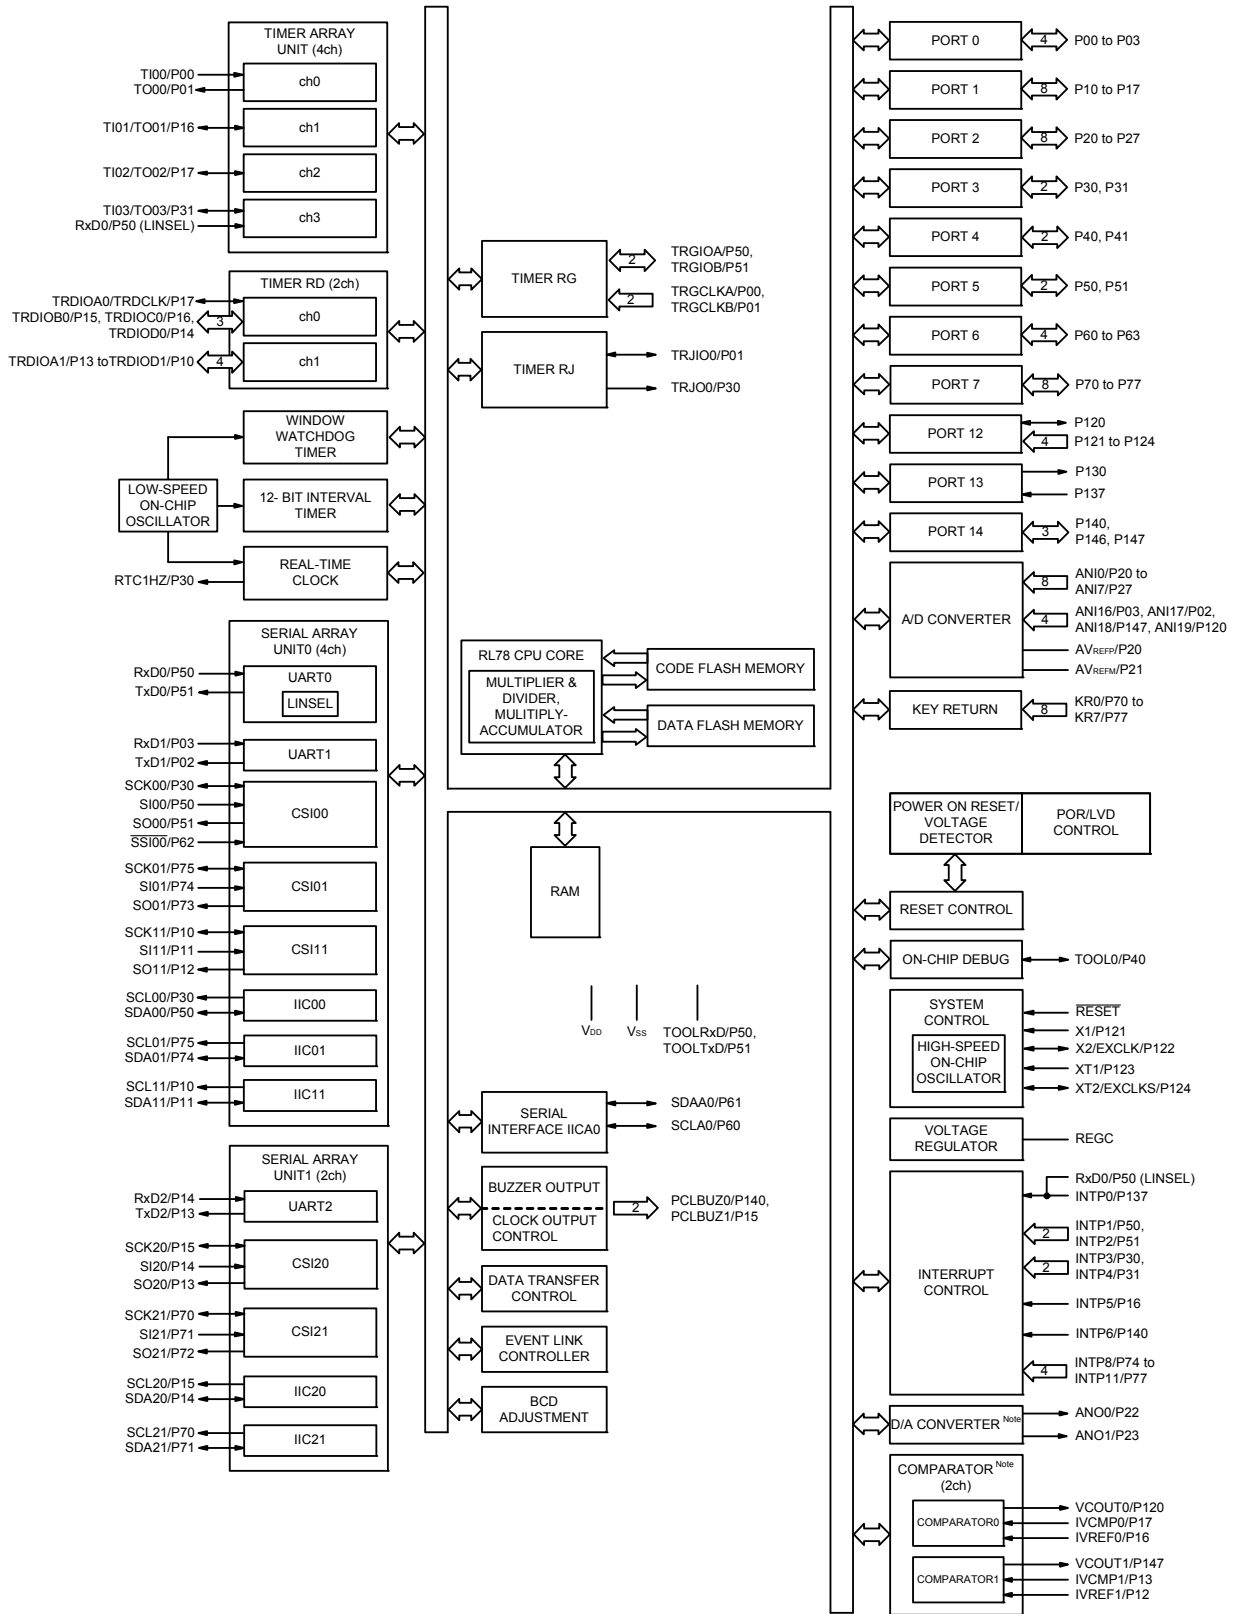 TIMER ARRAY
UNIT (4ch)
TI00/P00
TO00/P01
ch0
TI01/TO01/P16
ch1
TI02/TO02/P17
ch2
TI03/TO03/P31
RxD0/P50 (LINSEL)
ch3
TIMER RD (2ch)
TRDIOA0/TRDCLK/P17
TRDIOB0/P15, TRDIOC0/P16,
TRDIOD0/P14
3
ch0
TRDIOA1/P13 toTRDIOD1/P10
4
ch1
WINDOW
WATCHDOG
TIMER
LOW-SPEED
ON-CHIP
OSCILLATOR
12- BIT INTERVAL
TIMER
RTC1HZ/P30
REAL-TIME
CLOCK
SERIAL ARRAY
UNIT0 (4ch)
RxD0/P50
TxD0/P51
UART0
LINSEL
RxD1/P03
TxD1/P02
UART1
SCK00/P30
SI00/P50
SO00/P51
SSI00/P62
CSI00
SCK01/P75
SI01/P74
SO01/P73
CSI01
SCK11/P10
SI11/P11
SO11/P12
CSI11
SCL00/P30
SDA00/P50
IIC00
SCL01/P75
SDA01/P74
IIC01
SCL11/P10
SDA11/P11
IIC11
SERIAL ARRAY
UNIT1 (2ch)
RxD2/P14
TxD2/P13
UART2
SCK20/P15
SI20/P14
SO20/P13
CSI20
SCK21/P70
SI21/P71
SO21/P72
CSI21
SCL20/P15
SDA20/P14
IIC20
SCL21/P70
SDA21/P71
IIC21
TIMER RG
2
TRGIOA/P50,
TRGIOB/P51
2
TRGCLKA/P00,
TRGCLKB/P01
TIMER RJ
TRJIO0/P01
TRJO0/P30
RL78 CPU CORE
MULTIPLIER &
DIVIDER,
MULITIPLY-
ACCUMULATOR
CODE FLASH MEMORY
DATA FLASH MEMORY
RAM
VDD
VSS
TOOLRxD/P50,
TOOLTxD/P51
SERIAL
INTERFACE IICA0
SDAA0/P61
SCLA0/P60
BUZZER OUTPUT
CLOCK OUTPUT
CONTROL
2
PCLBUZ0/P140,
PCLBUZ1/P15
DATA TRANSFER
CONTROL
EVENT LINK
CONTROLLER
BCD
ADJUSTMENT
PORT 0
4
P00 to P03
PORT 1
8
P10 to P17
PORT 2
8
P20 to P27
PORT 3
2
P30, P31
PORT 4
2
P40, P41
PORT 5
2
P50, P51
PORT 6
4
P60 to P63
PORT 7
8
P70 to P77
PORT 12
P120
4
P121 to P124
PORT 13
P130
P137
PORT 14
3
P140,
P146, P147
A/D CONVERTER
8
ANI0/P20 to
ANI7/P27
4
ANI16/P03, ANI17/P02,
ANI18/P147, ANI19/P120
AVREFP/P20
AVREFM/P21
KEY RETURN
8
KR0/P70 to
KR7/P77
POWER ON RESET/
VOLTAGE
DETECTOR
POR/LVD
CONTROL
RESET CONTROL
ON-CHIP DEBUG
TOOL0/P40
SYSTEM
CONTROL
HIGH-SPEED
ON-CHIP
OSCILLATOR
RESET
X1/P121
X2/EXCLK/P122
XT1/P123
XT2/EXCLKS/P124
VOLTAGE
REGULATOR
REGC
INTERRUPT
CONTROL
RxD0/P50 (LINSEL)
INTP0/P137
2
INTP1/P50,
INTP2/P51
2
INTP3/P30,
INTP4/P31
INTP5/P16
INTP6/P140
4
INTP8/P74 to
INTP11/P77
D/A CONVERTER Note
ANO0/P22
ANO1/P23
COMPARATOR Note
(2ch)
COMPARATOR0
VCOUT0/P120
IVCMP0/P17
IVREF0/P16
COMPARATOR1
VCOUT1/P147
IVCMP1/P13
IVREF1/P12